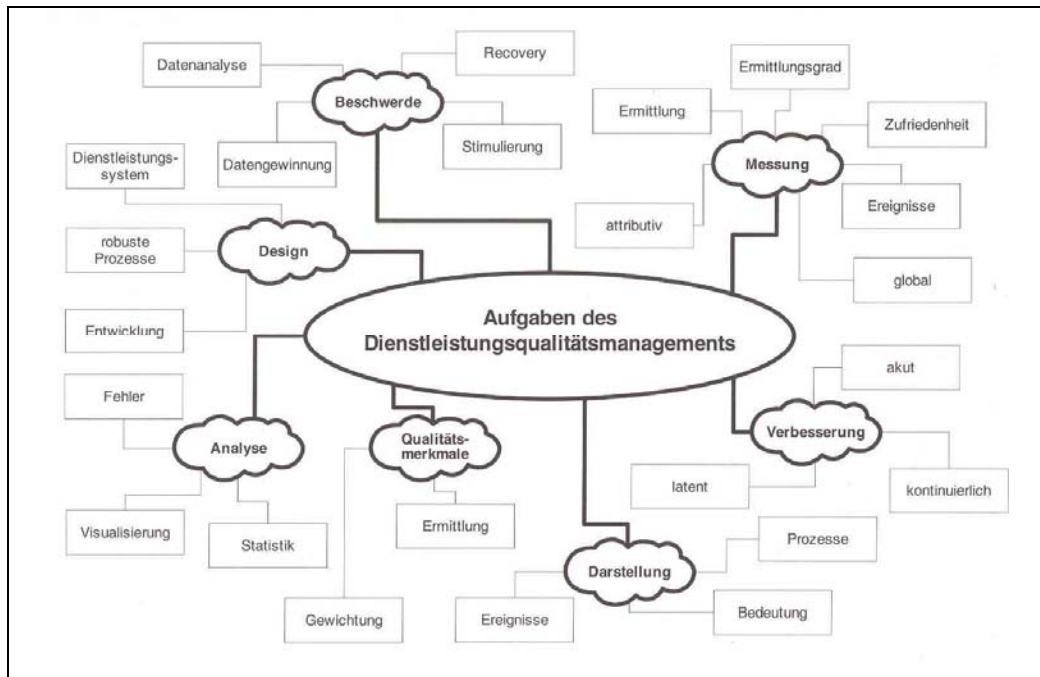 Datenanalyse
Recovery
Beschwerde
Datengewinnung
Stimulierung
Ermittlungsgrad
Ermittlung
Zufriedenheit
Messung
attributiv
Ereignisse
global
Dienstleistungs-
system
robuste
Prozesse
Design
Entwicklung
Aufgaben des
Dienstleistungsqualitätsmanagements
Fehler
Analyse
Visualisierung
Statistik
Qualitäts-
merkmale
Ermittlung
Gewichtung
akut
Verbesserung
latent
kontinuierlich
Prozesse
Darstellung
Ereignisse
Bedeutung